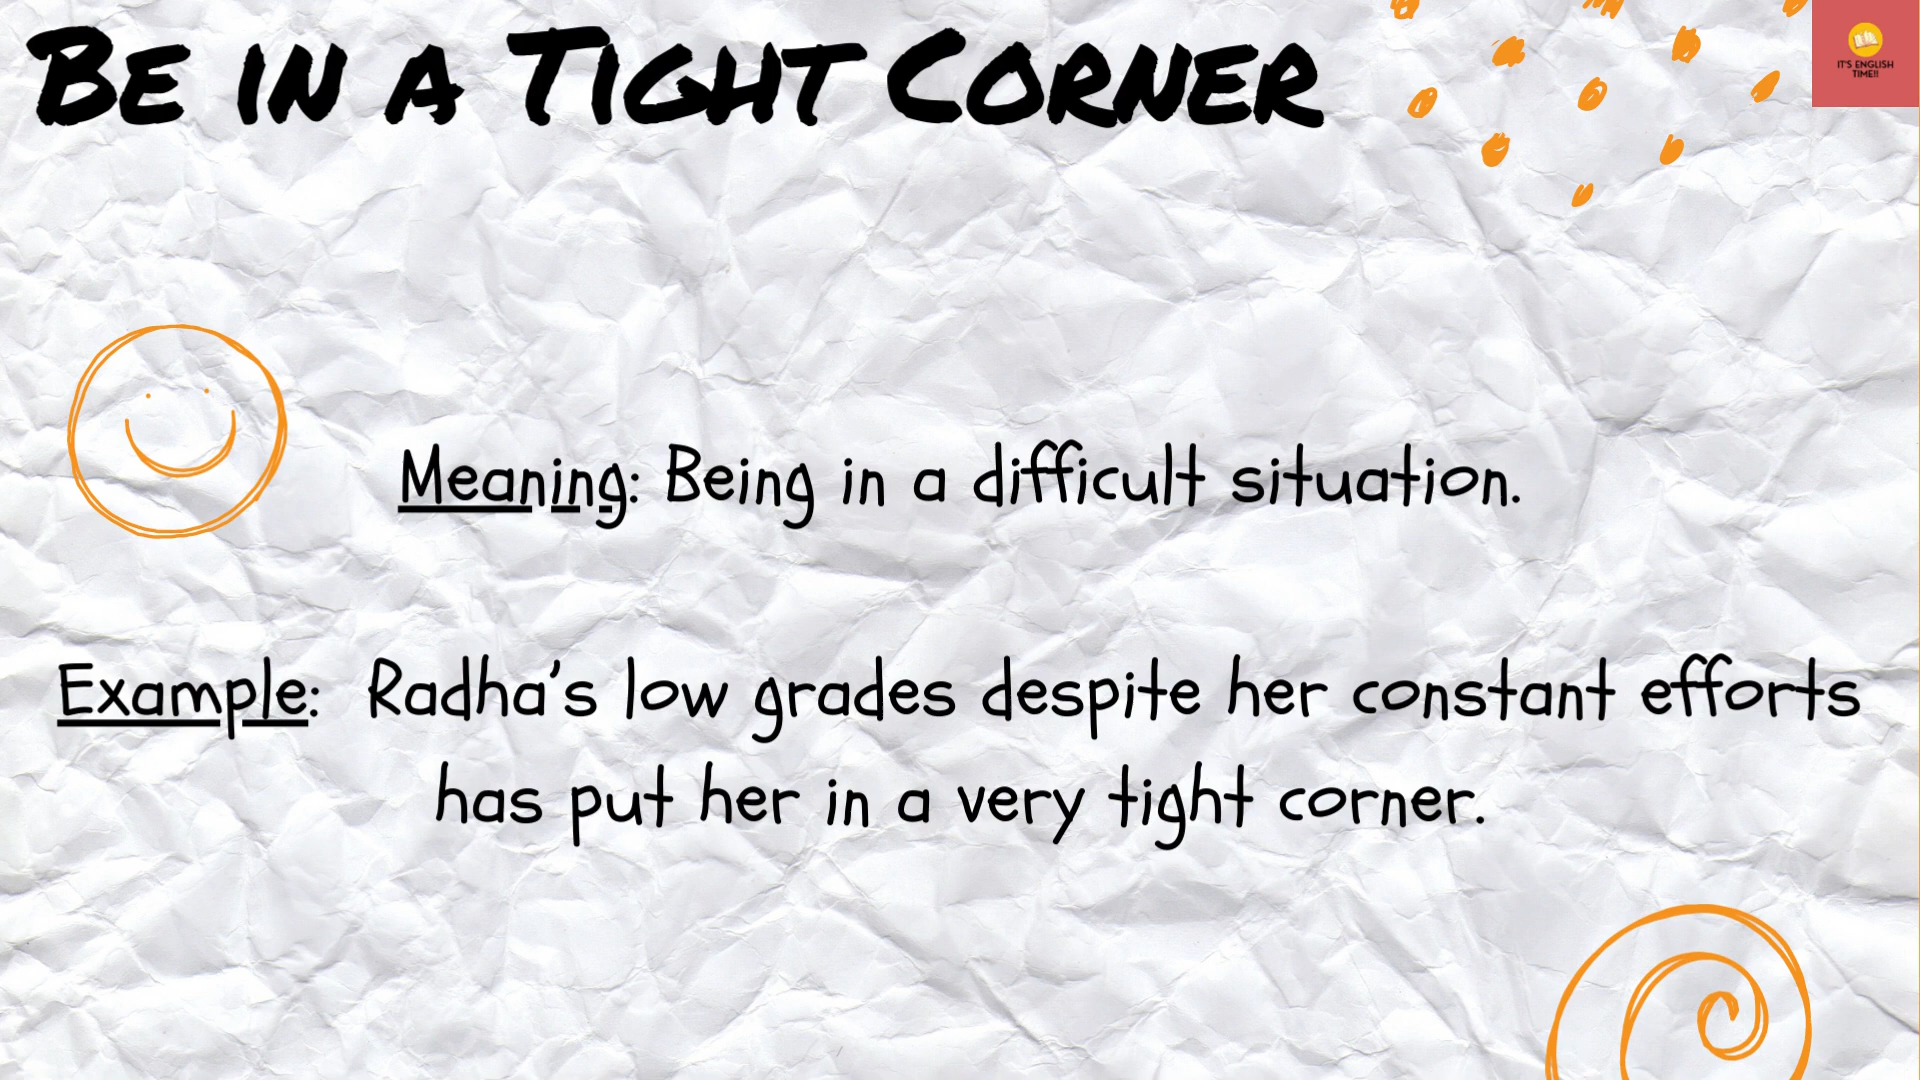 Be in a Tight Corner
IT'S ENGLISH
TIME!!
Meaning: Being in a difficult situation.
Example: Radha's low grades despite her constant efforts
has put her in a very tight corner.